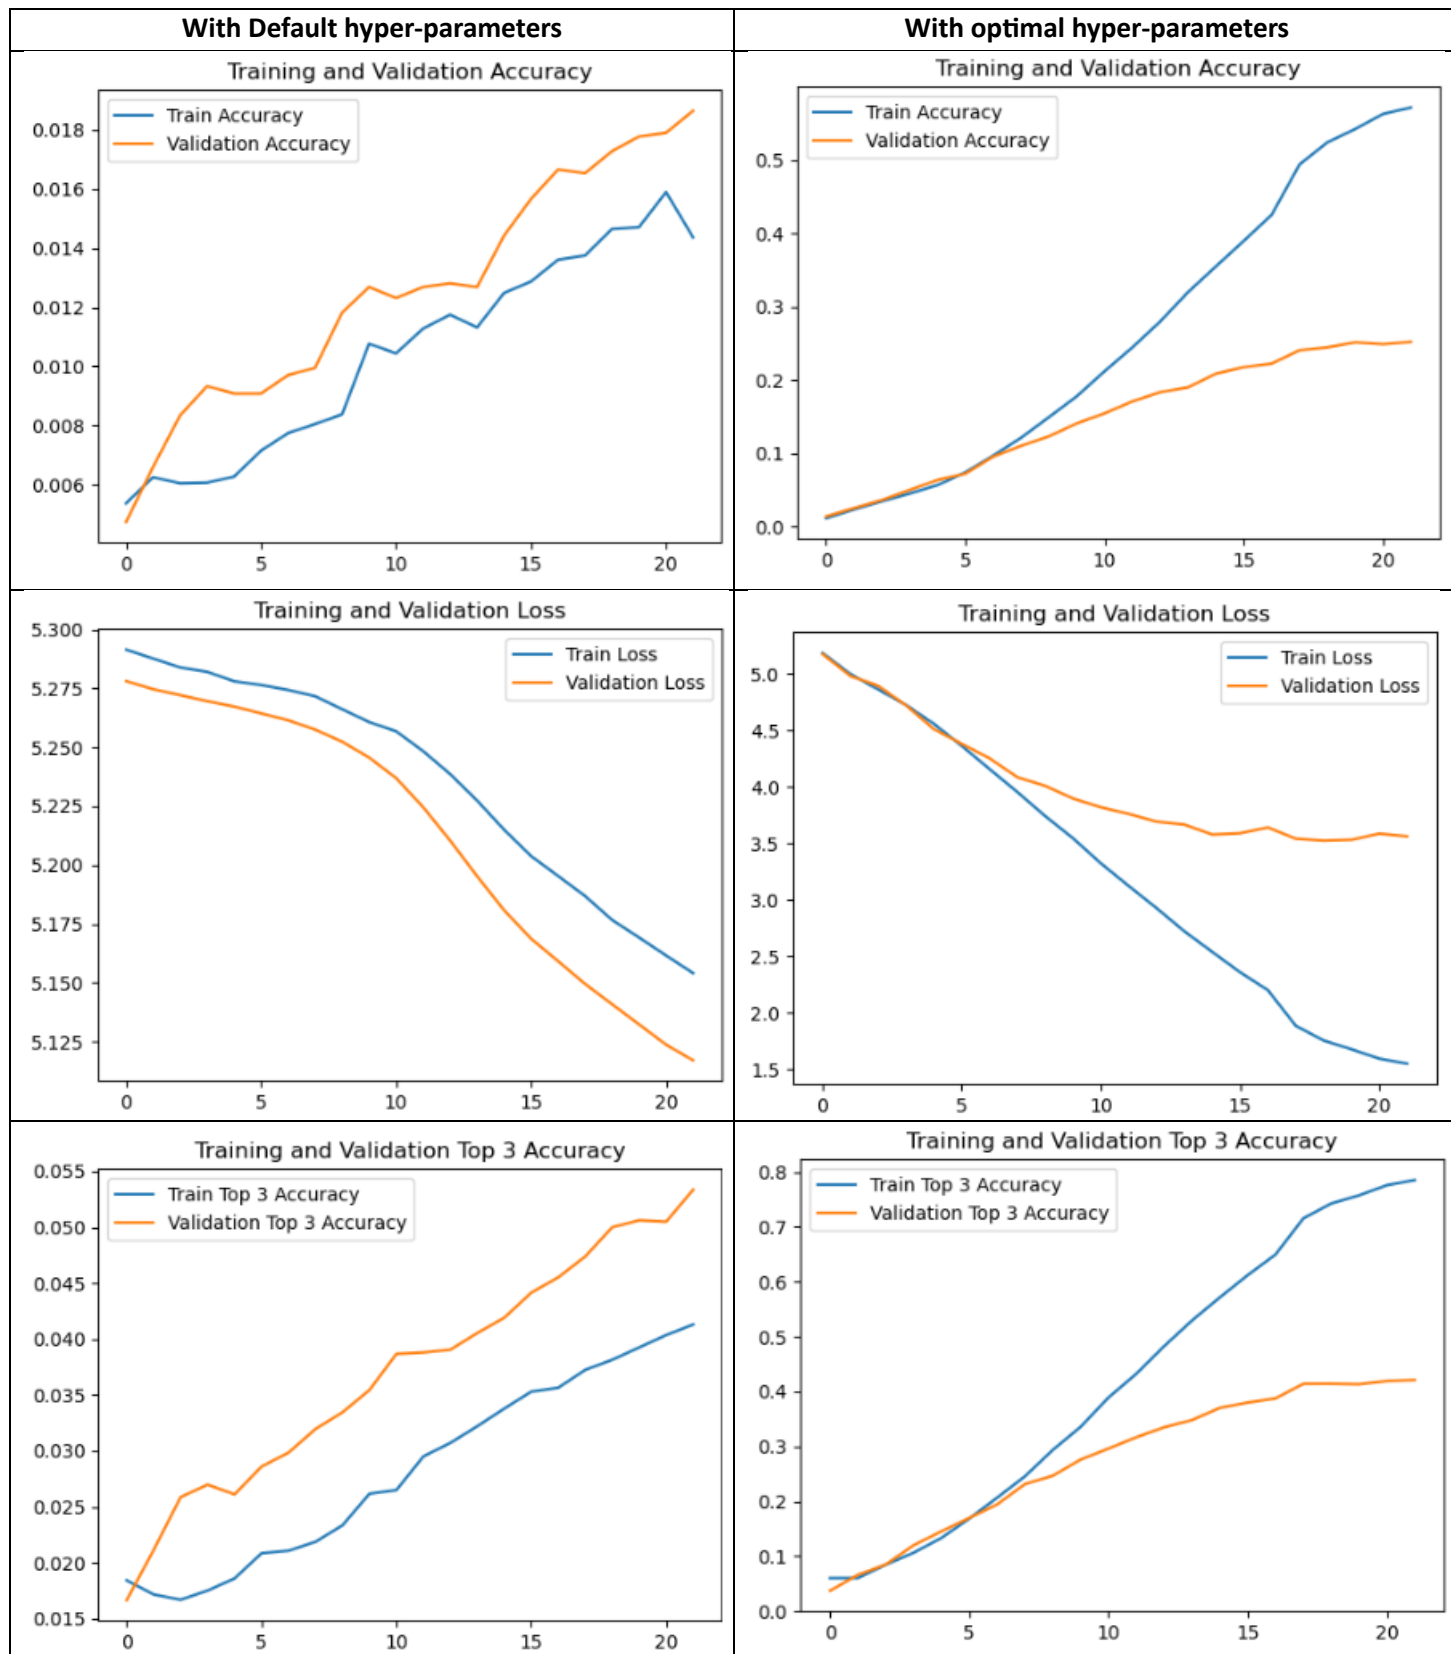 With Default hyper-parameters
With optimal hyper-parameters
Training and Validation Accuracy
Train Accuracy
Validation Accuracy
0.018
0.016
0.014
0.012
0.010
0.008
0.006
0 5 10 15 20
Training and Validation Accuracy
Train Accuracy
Validation Accuracy
0.5
0.4
0.3
0.2
0.1
0.0
0 5 10 15 20
Training and Validation Loss
Train Loss
Validation Loss
5.300
5.275
5.250
5.225
5.200
5.175
5.150
5.125
0 5 10 15 20
Training and Validation Loss
Train Loss
Validation Loss
5.0
4.5
4.0
3.5
3.0
2.5
2.0
1.5
0 5 10 15 20
Training and Validation Top 3 Accuracy
Train Top 3 Accuracy
Validation Top 3 Accuracy
0.055
0.050
0.045
0.040
0.035
0.030
0.025
0.020
0.015
0 5 10 15 20
Training and Validation Top 3 Accuracy
Train Top 3 Accuracy
Validation Top 3 Accuracy
0.8
0.7
0.6
0.5
0.4
0.3
0.2
0.1
0.0
0 5 10 15 20